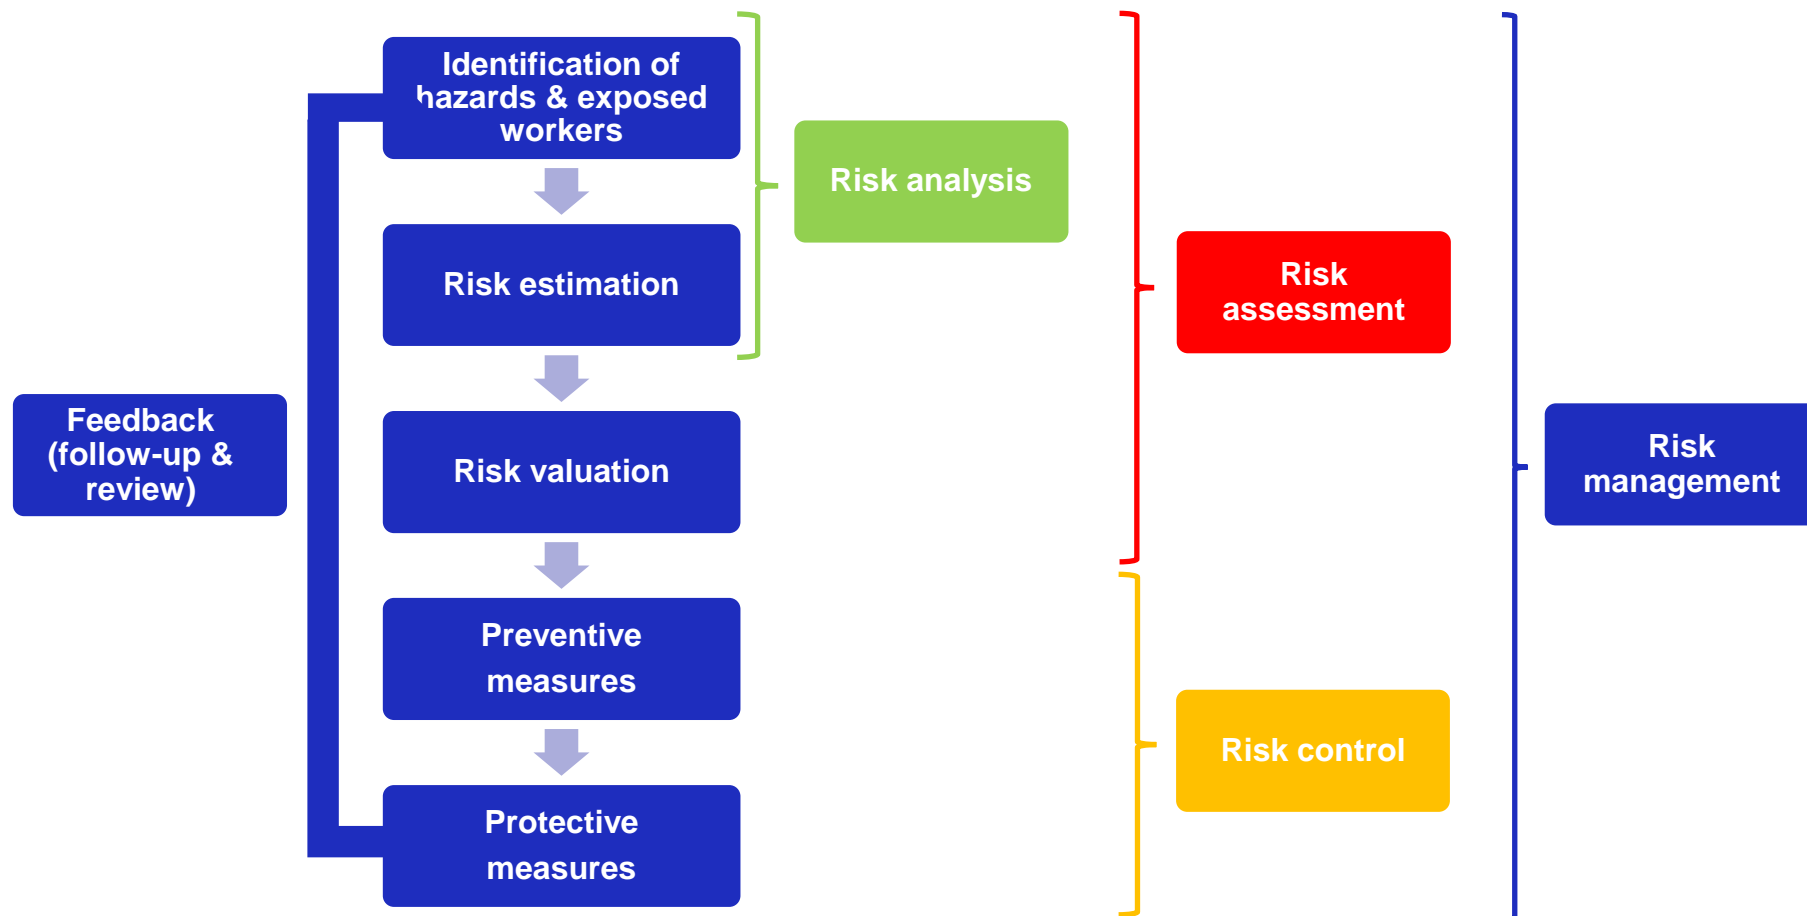 Identification of
hazards & exposed
workers
Risk estimation
Risk valuation
Preventive
measures
Protective
measures
Feedback
(follow-up &
review)
Risk analysis
Risk
assessment
Risk control
Risk
management